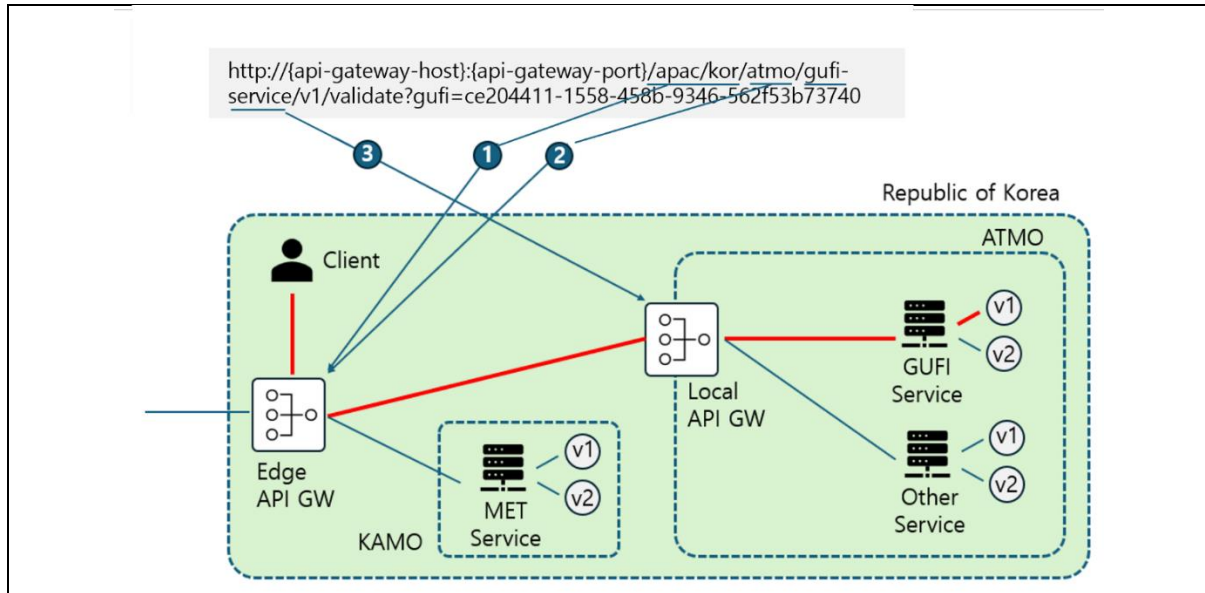 http://{api-gateway-host}:{api-gateway-port}/apac/kor/atmo/gufi-
service/v1/validate?gufi=ce204411-1558-458b-9346-562f53b73740
3
1
2
Republic of Korea
ATMO
Client
v1
v2
GUFI
Service
Local
API GW
Edge
API GW
v1
v2
MET
Service
KAMO
v1
v2
Other
Service